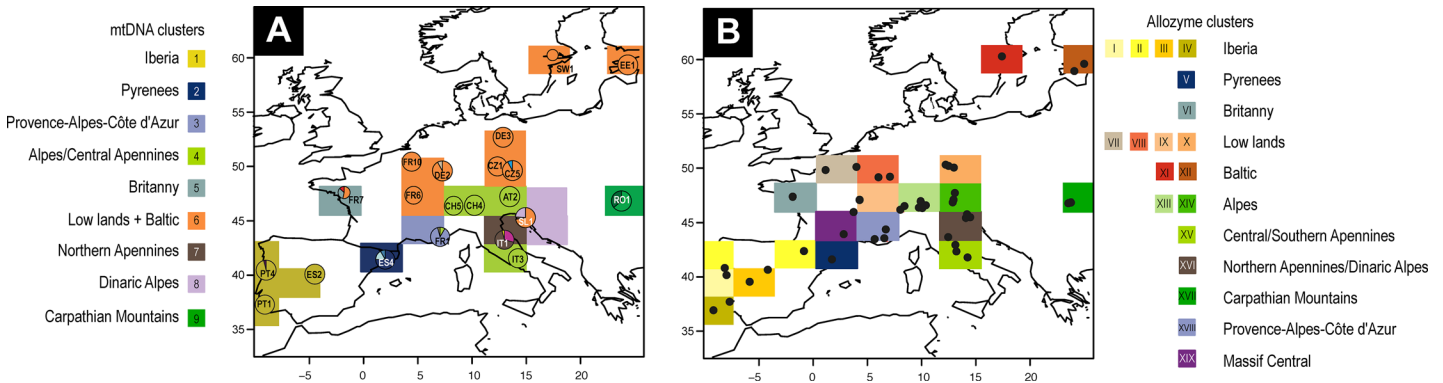 mtDNA clusters
Iberia 1
Pyrenees 2
Provence-Alpes-Côte d'Azur 3
Alpes/Central Apennines 4
Britanny 5
Low lands + Baltic 6
Northern Apennines 7
Dinaric Alpes 8
Carpathian Mountains 9
A
60
55
50
45
40
35
−5 0 5 10 15 20
SW1
EE1
DE3
FR10
DE2
CZ1
CZ5
FR7
FR6
CH5
CH4
AT2
RO1
SL1
FR1
IT1
IT3
ES4
PT4
ES2
PT1
B
60
55
50
45
40
35
−5 0 5 10 15 20
Allozyme clusters
I II III IV Iberia
V Pyrenees
VI Britanny
VII VIII IX X Low lands
XI XII Baltic
XIII XIV Alpes
XV Central/Southern Apennines
XVI Northern Apennines/Dinaric Alpes
XVII Carpathian Mountains
XVIII Provence-Alpes-Côte d'Azur
XIX Massif Central